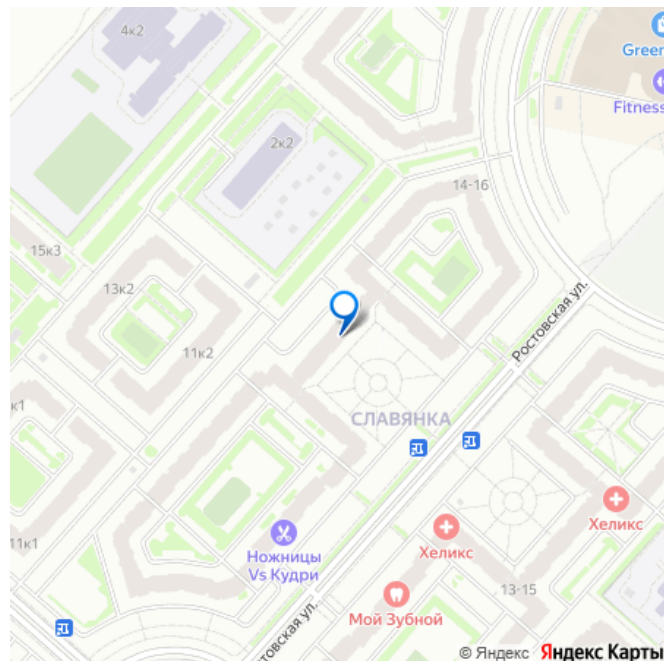 4к2
Green
Fitness
2к2
14-16
15к3
13к2
Ростовская ул.
11к2
к1
СЛАВЯНКА
Хеликс
Хеликс
11к1
Ножницы
Vs Кудри
13-15
Мой Зубной
товская ул.
© Яндекс Яндекс Карты